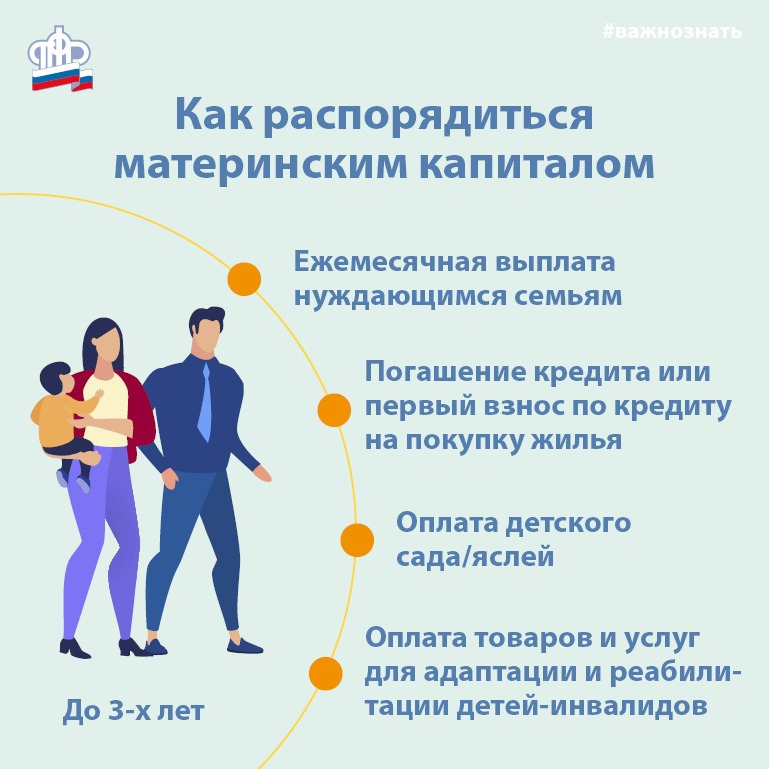 #важнознать
Как распорядиться
материнским капиталом
Ежемесячная выплата
нуждающимся семьям
Погашение кредита или
первый взнос по кредиту
на покупку жилья
Оплата детского
сада/яслей
Оплата товаров и услуг
для адаптации и реабили-
тации детей-инвалидов
До 3-х лет